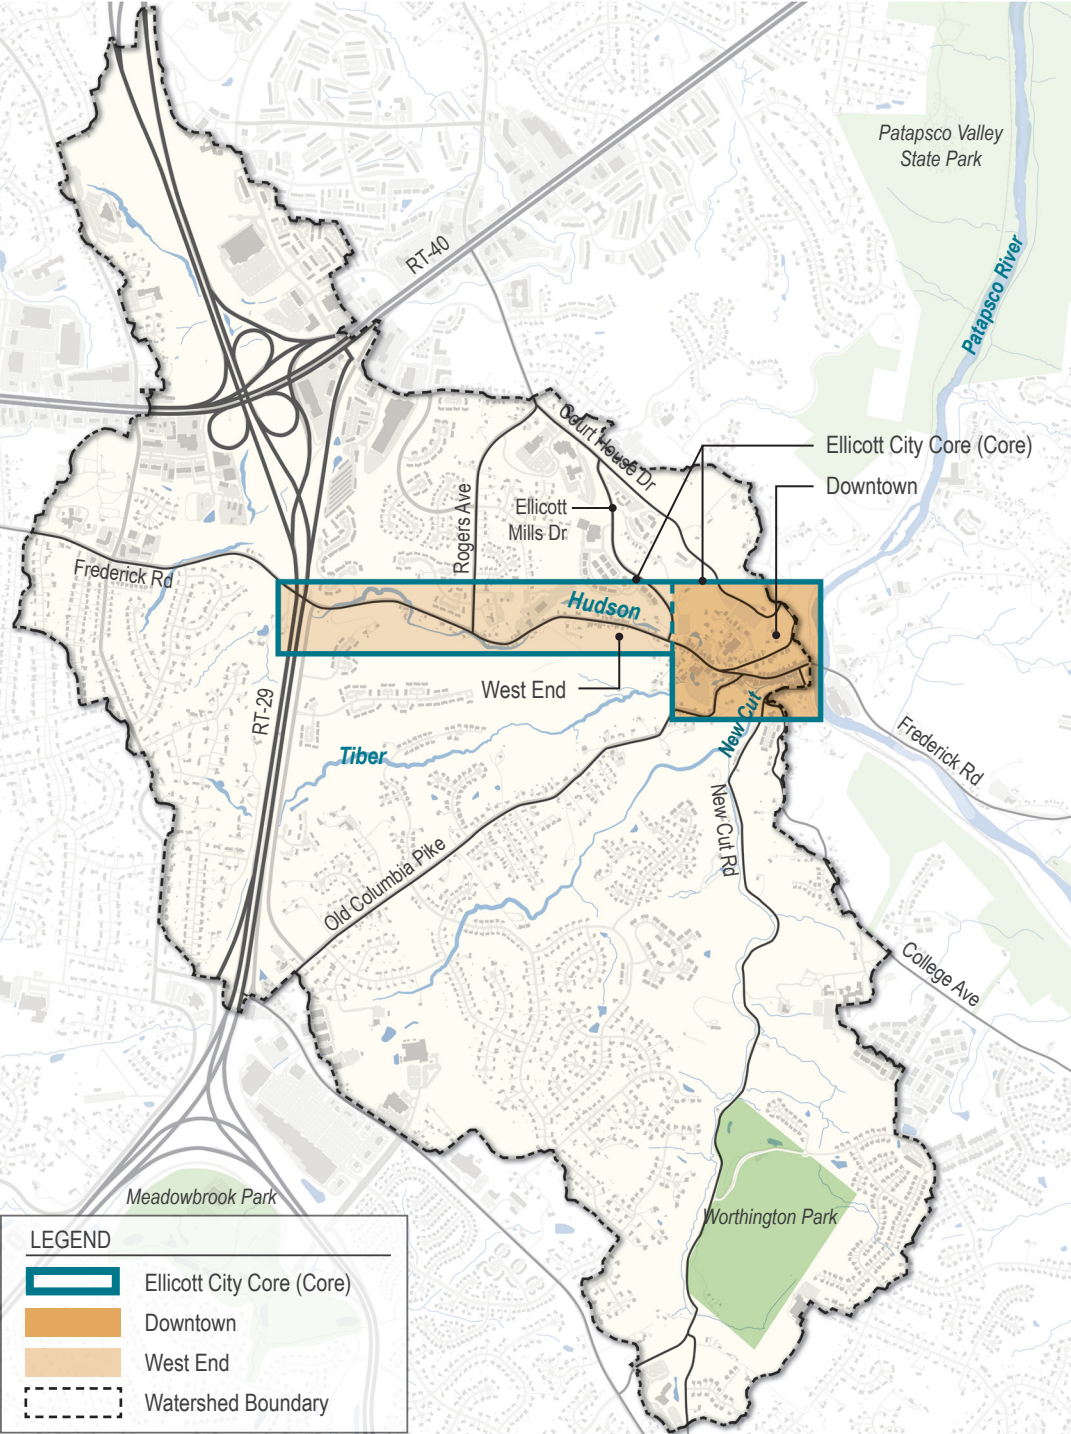 Patapsco Valley
State Park
RT-40
Patapsco River
Court House Dr
Ellicott City Core (Core)
Downtown
Rogers Ave
Ellicott
Mills Dr
Frederick Rd
Hudson
West End
RT-29
New Cut
Tiber
Frederick Rd
New Cut Rd
Old Columbia Pike
College Ave
Meadowbrook Park
Worthington Park
LEGEND
Ellicott City Core (Core)
Downtown
West End
Watershed Boundary